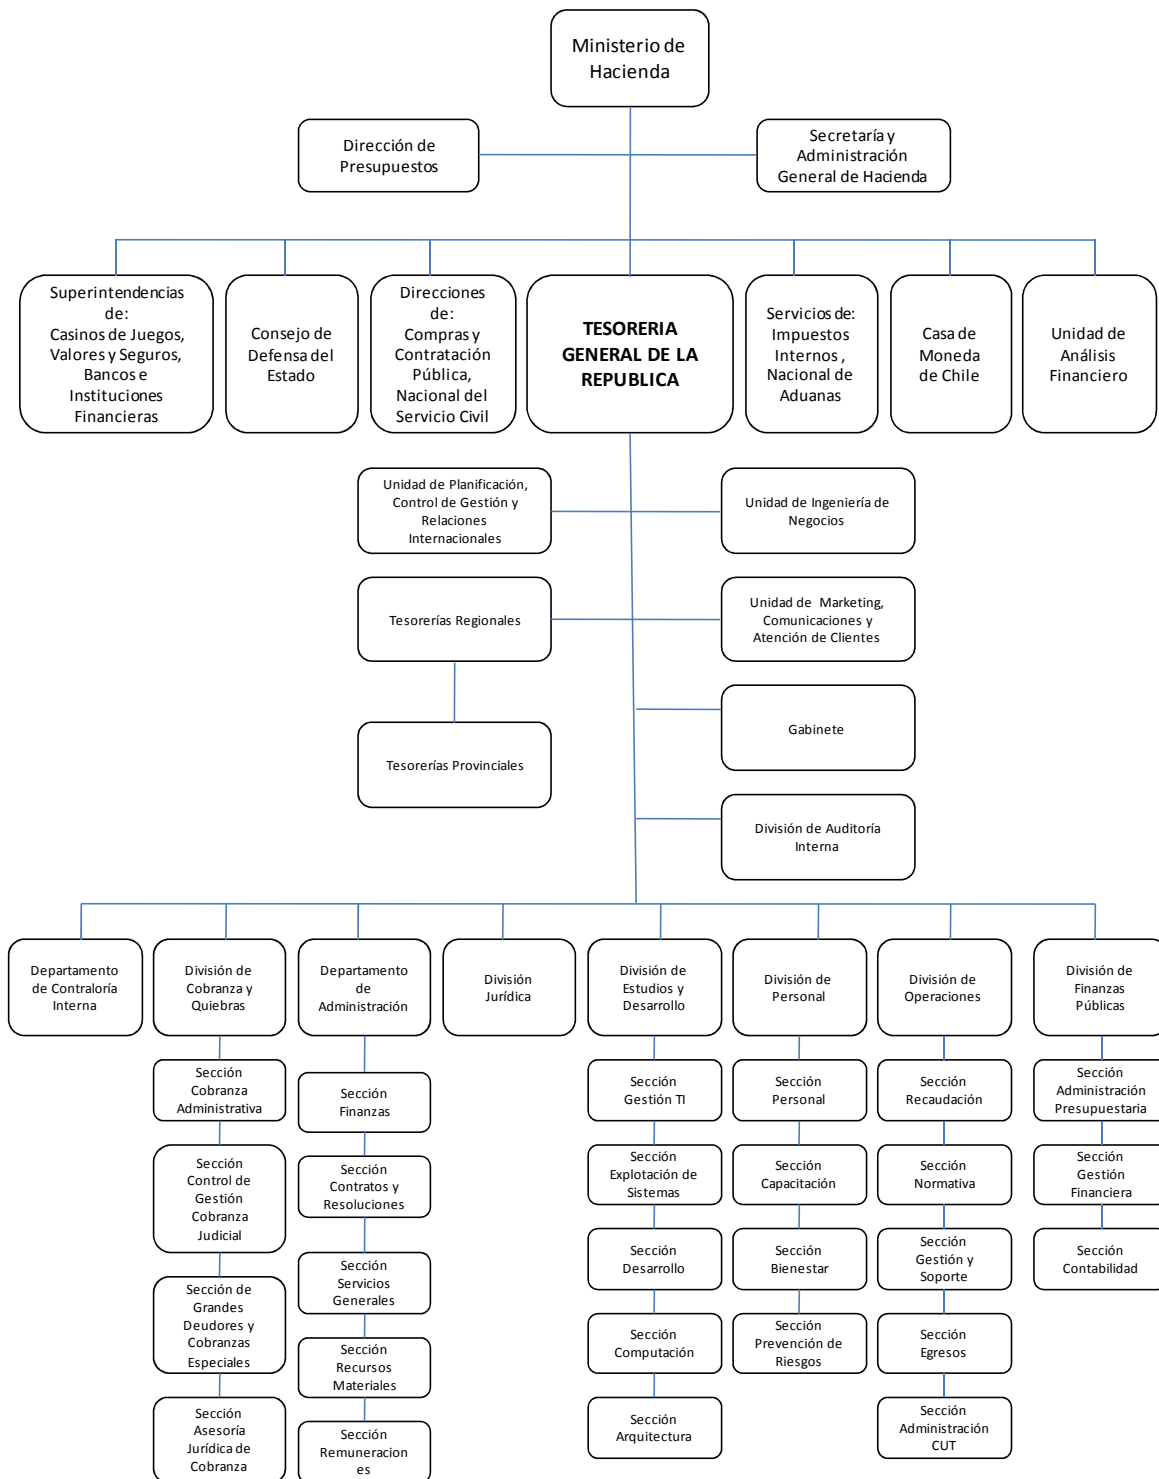 Ministerio de
Hacienda
Dirección de
Presupuestos
Secretaría y
Administración
General de Hacienda
Superintendencias
de:
Casinos de Juegos,
Valores y Seguros,
Bancos e
Instituciones
Financieras
Consejo de
Defensa del
Estado
Direcciones
de:
Compras y
Contratación
Pública,
Nacional del
Servicio Civil
TESORERIA
GENERAL DE LA
REPUBLICA
Servicios de:
Impuestos
Internos ,
Nacional de
Aduanas
Casa de
Moneda
de Chile
Unidad de
Análisis
Financiero
Unidad de Planificación,
Control de Gestión y
Relaciones
Internacionales
Unidad de Ingeniería de
Negocios
Tesorerías Regionales
Unidad de  Marketing,
Comunicaciones y
Atención de Clientes
Tesorerías Provinciales
Gabinete
División de Auditoría
Interna
Departamento
de Contraloría
Interna
División de
Cobranza y
Quiebras
Departamento
de
Administración
División
Jurídica
División de
Estudios y
Desarrollo
División de
Personal
División de
Operaciones
División de
Finanzas
Públicas
Sección
Cobranza
Administrativa
Sección
Control de
Gestión
Cobranza
Judicial
Sección de
Grandes
Deudores y
Cobranzas
Especiales
Sección
Asesoría
Jurídica de
Cobranza
Sección
Finanzas
Sección
Contratos y
Resoluciones
Sección
Servicios
Generales
Sección
Recursos
Materiales
Sección
Remuneracion
es
Sección
Gestión TI
Sección
Explotación de
Sistemas
Sección
Desarrollo
Sección
Computación
Sección
Arquitectura
Sección
Personal
Sección
Capacitación
Sección
Bienestar
Sección
Prevención de
Riesgos
Sección
Recaudación
Sección
Normativa
Sección
Gestión y
Soporte
Sección
Egresos
Sección
Administración
CUT
Sección
Administración
Presupuestaria
Sección
Gestión
Financiera
Sección
Contabilidad